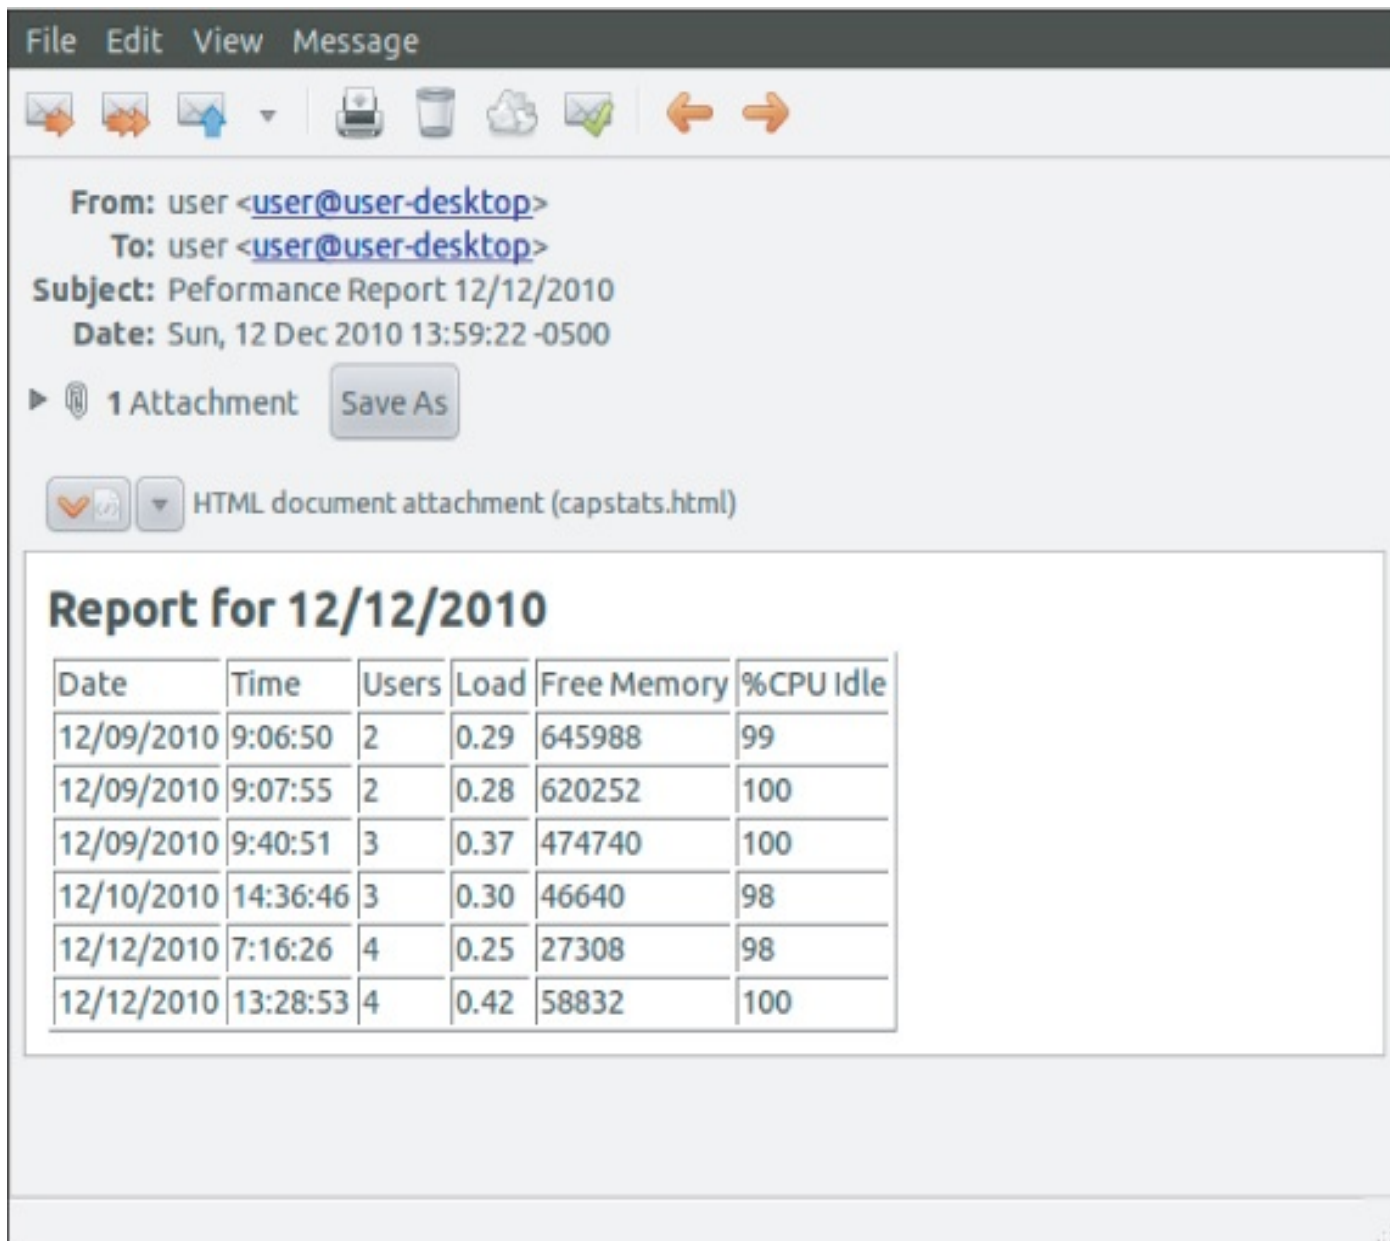 File Edit View Message
From: user <user@user-desktop>
To: user <user@user-desktop>
Subject: Peformance Report 12/12/2010
Date: Sun, 12 Dec 2010 13:59:22 -0500
1 Attachment Save As
HTML document attachment (capstats.html)
Report for 12/12/2010
Date Time Users Load Free Memory %CPU Idle
12/09/2010 9:06:50 2 0.29 645988 99
12/09/2010 9:07:55 2 0.28 620252 100
12/09/2010 9:40:51 3 0.37 474740 100
12/10/2010 14:36:46 3 0.30 46640 98
12/12/2010 7:16:26 4 0.25 27308 98
12/12/2010 13:28:53 4 0.42 58832 100